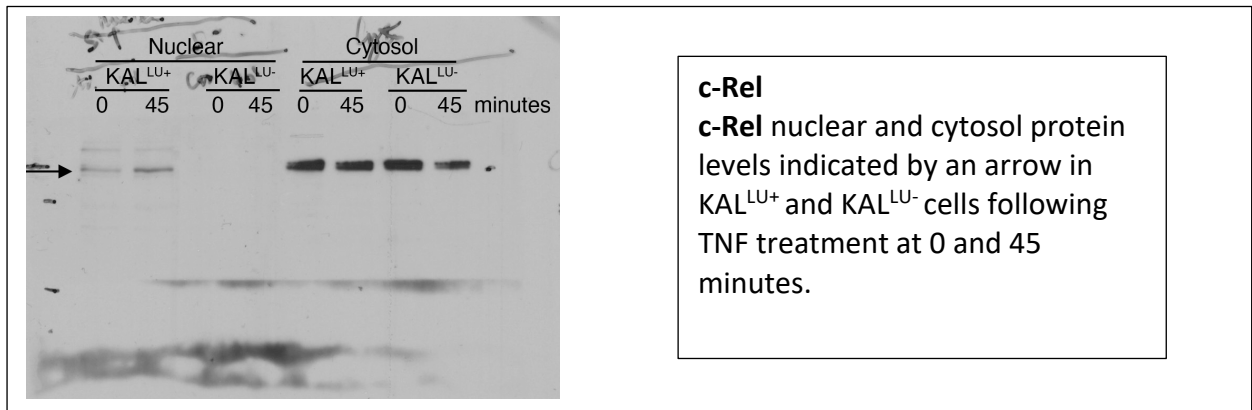 Nuclear Cytosol
KAL^LU+ KAL^LU- KAL^LU+ KAL^LU-
0 45 0 45 0 45 0 45 minutes
c-Rel
c-Rel nuclear and cytosol protein
levels indicated by an arrow in
KAL^LU+ and KAL^LU- cells following
TNF treatment at 0 and 45
minutes.